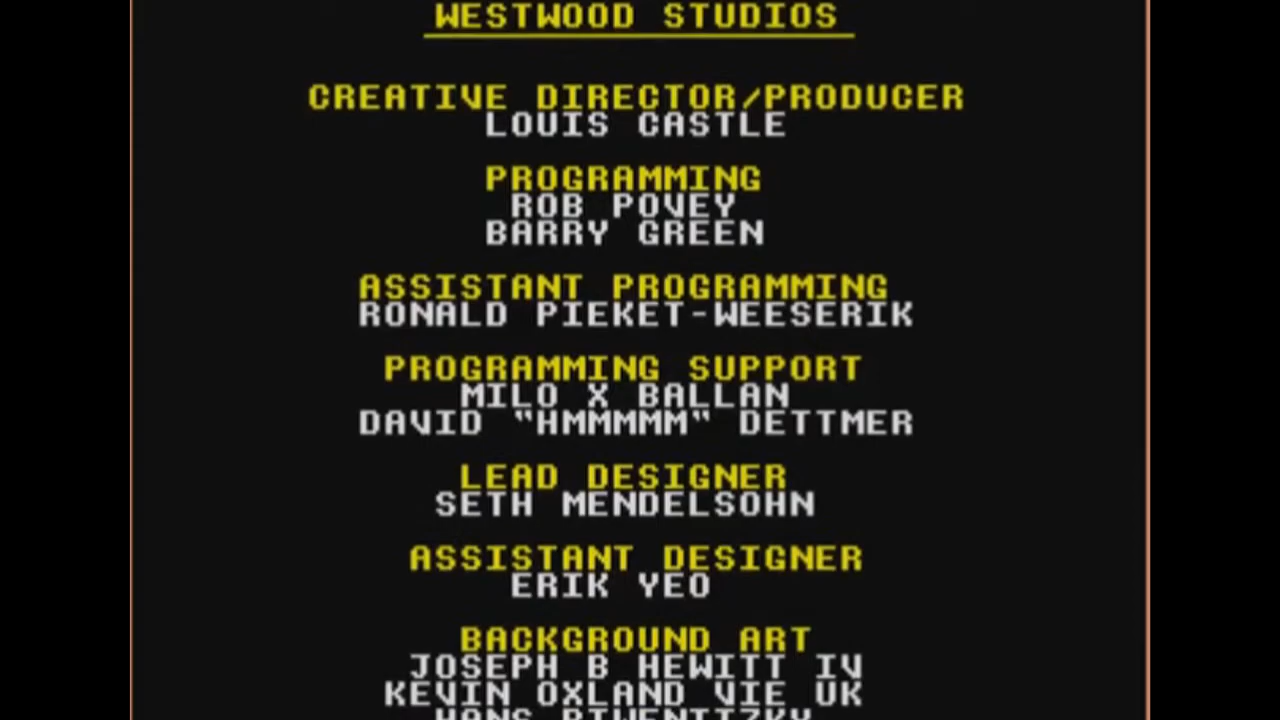 WESTWOOD STUDIOS
CREATIVE DIRECTOR/PRODUCER
LOUIS CASTLE
PROGRAMMING
ROB POVEY
BARRY GREEN
ASSISTANT PROGRAMMING
RONALD PIEKET-WEESERIK
PROGRAMMING SUPPORT
MILO X BALLAN
DAVID "HMMMMM" DETTMER
LEAD DESIGNER
SETH MENDELSOHN
ASSISTANT DESIGNER
ERIK YEO
BACKGROUND ART
JOSEPH B HEWITT IV
KEVIN OXLAND VIE UK
HANS